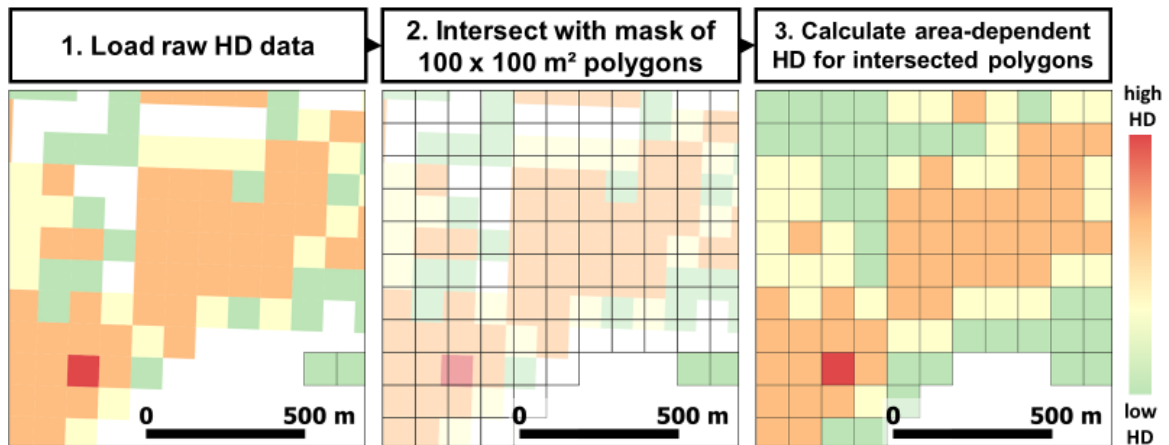 1. Load raw HD data
2. Intersect with mask of
100 x 100 m² polygons
3. Calculate area-dependent
HD for intersected polygons
high
HD
0 500 m
0 500 m
0 500 m
low
HD